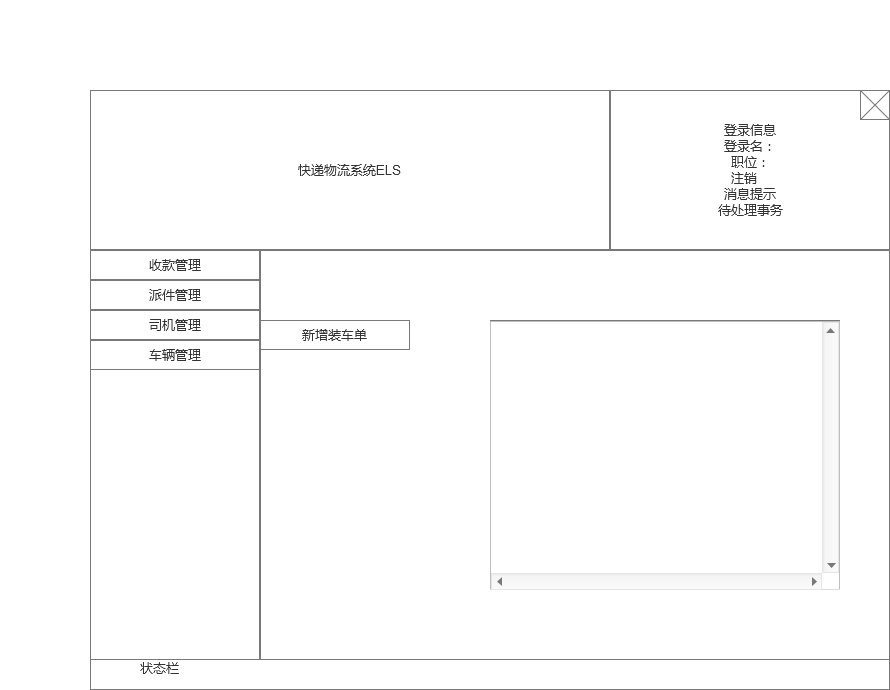 快递物流系统ELS
登录信息
登录名：
职位：
注销
消息提示
待处理事务
收款管理
派件管理
司机管理
车辆管理
新增装车单
状态栏